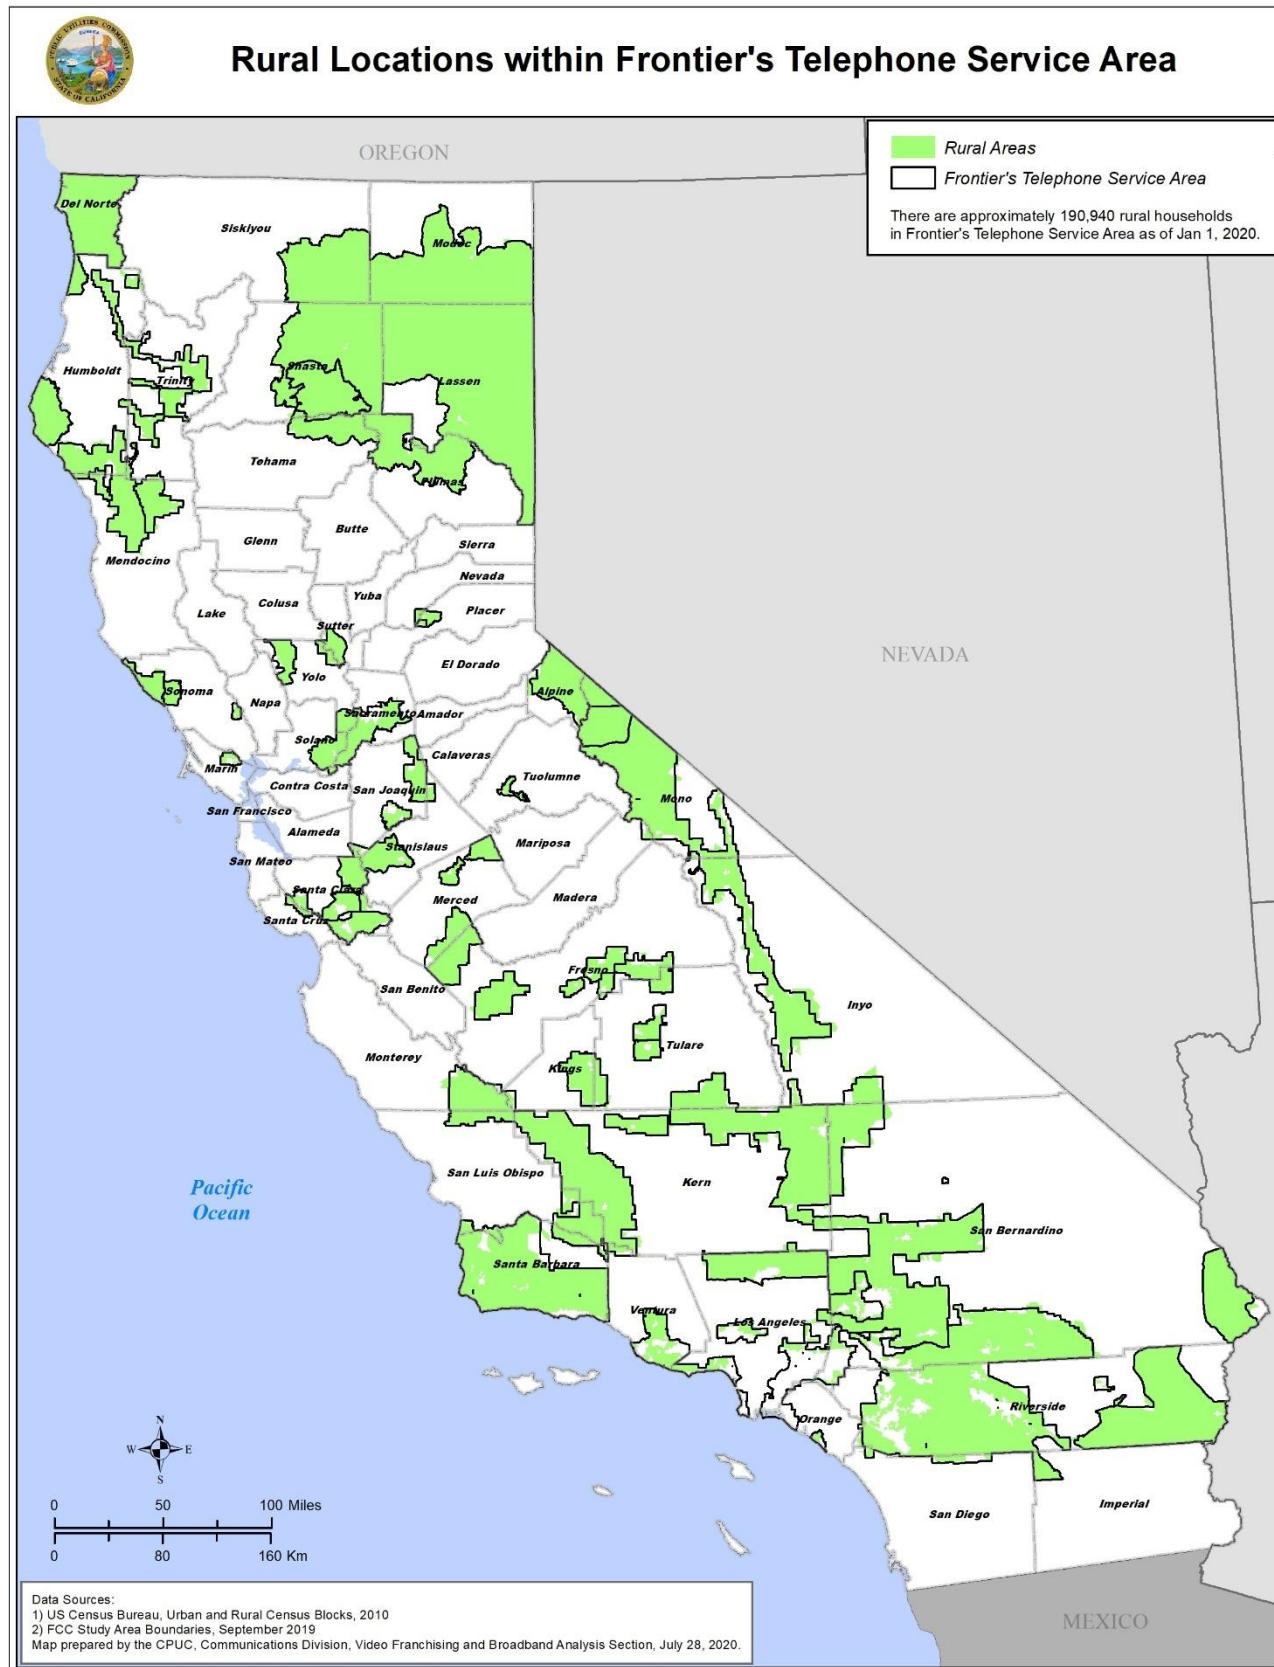 PUBLIC UTILITIES COMMISSION
EUREKA
STATE OF CALIFORNIA
Rural Locations within Frontier's Telephone Service Area
OREGON
Rural Areas
Frontier's Telephone Service Area
There are approximately 190,940 rural households
in Frontier's Telephone Service Area as of Jan 1, 2020.
Del Norte
Siskiyou
Modoc
Humboldt
Trinity
Shasta
Lassen
Tehama
Plumas
Mendocino
Glenn
Butte
Sierra
Nevada
Lake
Colusa
Yuba
Placer
Sutter
NEVADA
Sonoma
Napa
Yolo
El Dorado
Alpine
Sacramento
Amador
Solano
Calaveras
Marin
Contra Costa
San Joaquin
Tuolumne
Mono
San Francisco
Alameda
Stanislaus
Mariposa
San Mateo
Santa Clara
Merced
Madera
Santa Cruz
Fresno
San Benito
Inyo
Monterey
Tulare
Kings
San Luis Obispo
Kern
Pacific
Ocean
San Bernardino
Santa Barbara
Ventura
Los Angeles
Riverside
Orange
San Diego
Imperial
MEXICO
N
W
E
S
0
50
100 Miles
0
80
160 Km
Data Sources:
1) US Census Bureau, Urban and Rural Census Blocks, 2010
2) FCC Study Area Boundaries, September 2019
Map prepared by the CPUC, Communications Division, Video Franchising and Broadband Analysis Section, July 28, 2020.